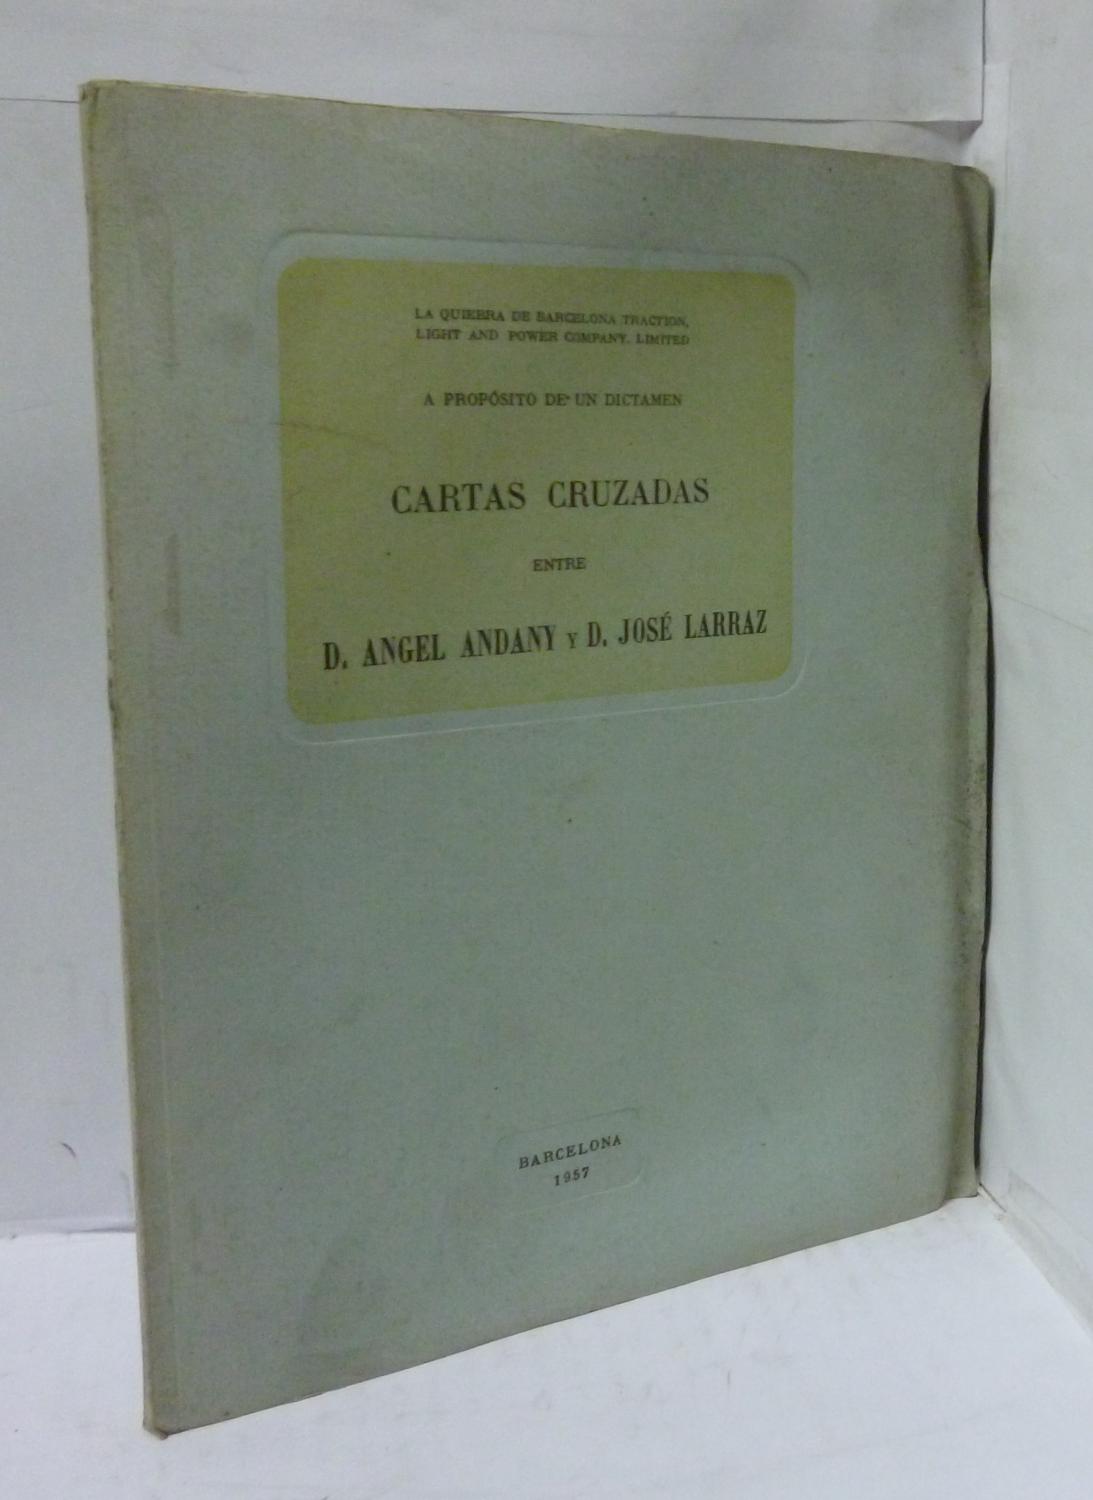 LA QUIEBRA DE BARCELONA TRACTION,
LIGHT AND POWER COMPANY, LIMITED
A PROPÓSITO DE UN DICTAMEN
CARTAS CRUZADAS
ENTRE
D. ANGEL ANDANY Y D. JOSÉ LARRAZ
BARCELONA
1957